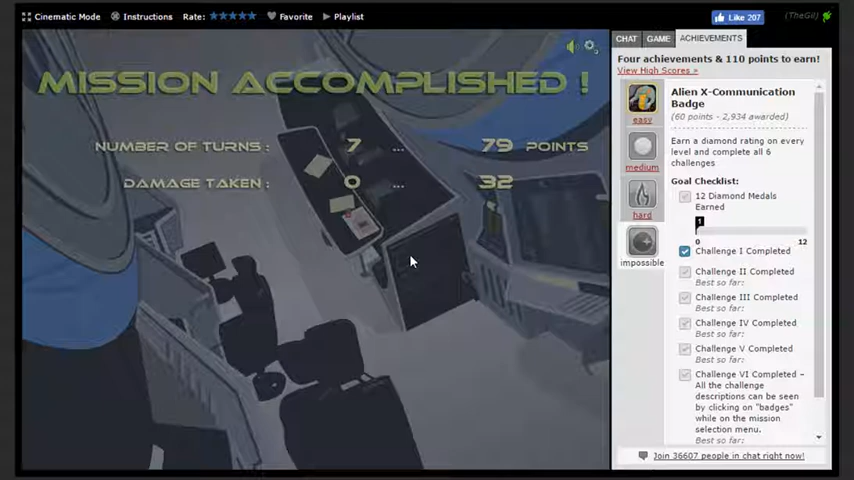 Cinematic Mode Instructions Rate: Favorite Playlist Like 207 (TheGil)
MISSION ACCOMPLISHED !
NUMBER OF TURNS : 7 ... 79 POINTS
DAMAGE TAKEN : 0 ... 32
CHAT GAME ACHIEVEMENTS
Four achievements & 110 points to earn!
View High Scores »
easy
medium
hard
impossible
Alien X-Communication
Badge
(60 points - 2,934 awarded)
Earn a diamond rating on every
level and complete all 6
challenges
Goal Checklist:
12 Diamond Medals
Earned
1
0 12
Challenge I Completed
Challenge II Completed
Best so far:
Challenge III Completed
Best so far:
Challenge IV Completed
Best so far:
Challenge V Completed
Best so far:
Challenge VI Completed –
All the challenge
descriptions can be seen
by clicking on "badges"
while on the mission
selection menu.
Best so far:
Join 36607 people in chat right now!